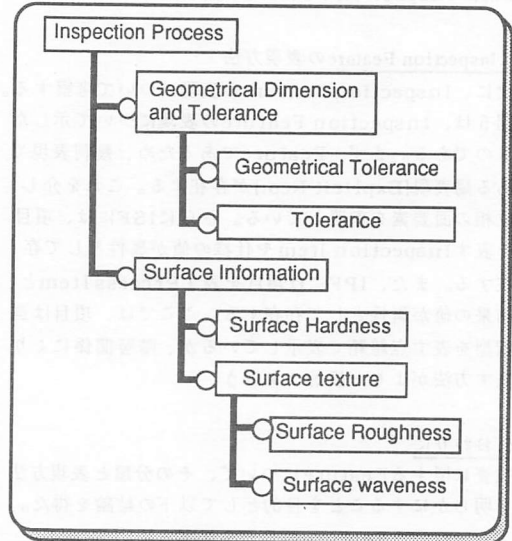 Inspection Process
Geometrical Dimension
and Tolerance
Geometrical Tolerance
Tolerance
Surface Information
Surface Hardness
Surface texture
Surface Roughness
Surface waveness